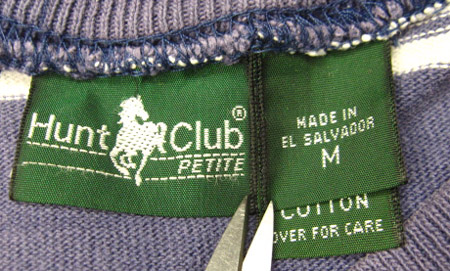 Hunt Club®
PETITE
MADE IN
EL SALVADOR
M
COTTON
OVER FOR CARE